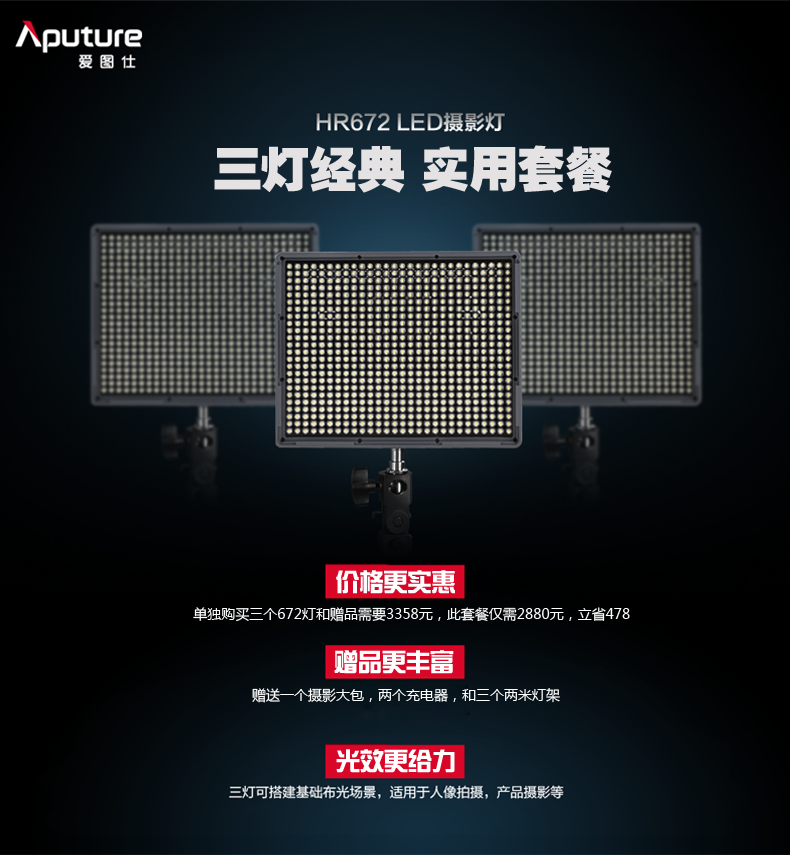 Aputure
爱图仕
HR672 LED摄影灯
三灯经典 实用套餐
价格更实惠
单独购买三个672灯和赠品需要3358元，此套餐仅需2880元，立省478
赠品更丰富
赠送一个摄影大包，两个充电器，和三个两米灯架
光效更给力
三灯可搭建基础布光场景，适用于人像拍摄，产品摄影等